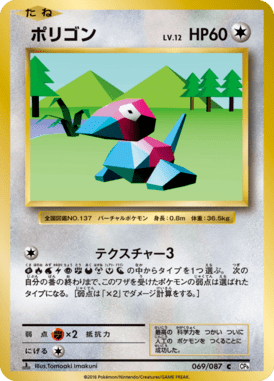 たね
ポリゴン LV.12 HP60
全国図鑑NO.137 バーチャルポケモン 身長:0.8m 体重:36.5kg
テクスチャー3
の中からタイプを1つ選ぶ。次の
自分の番の終わりまで、このワザを受けたポケモンの弱点は選ばれた
タイプになる。[弱点は「×2」でダメージ計算をする。]
弱点 ×2 抵抗力
にげる
最高の 科学力を つかい ついに
人工の ポケモンを つくることに
Illus.Tomoaki Imakuni
069/087 C CP6
©2016 Pokémon/Nintendo/Creatures/GAME FREAK.